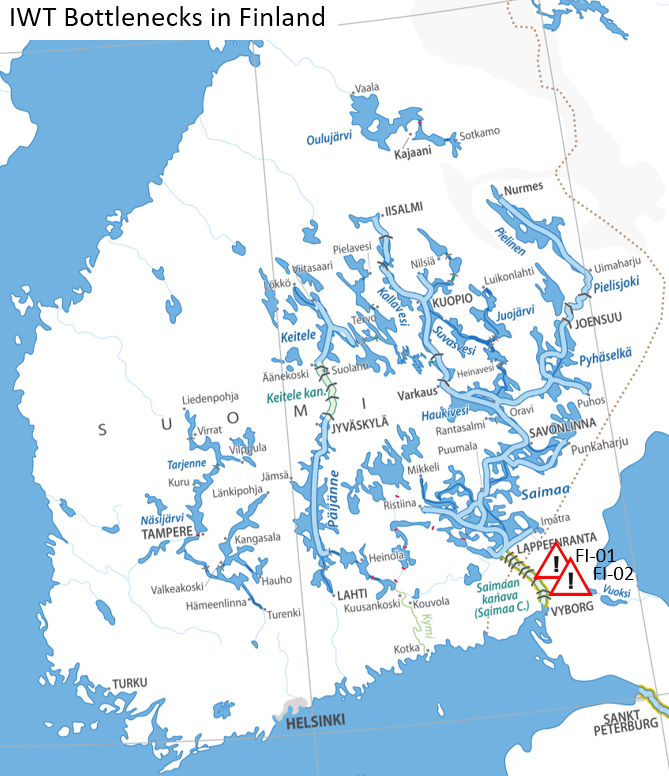 IWT Bottlenecks in Finland
Vaala
Oulujärvi
Sotkamo
Kajaani
Nurmes
IISALMI
Pielinen
Pielavesi
Nilsiä
Uimaharju
Viitasaari
Luikonlahti
Pielisjoki
Lökkö
Kallavesi
KUOPIO
Juojärvi
JOENSUU
Tervo
Keitele
Suvasvesi
Pyhäselkä
Äänekoski
Suolahti
Heinavesi
Keitele kan.
Varkaus
Puhos
Liedenpohja
S U O M I
Haukivesi
Oravi
Virrat
JYVÄSKYLÄ
Rantasalmi
SAVONLINNA
Vilppula
Puumala
Punkaharju
Tarjenne
Mikkeli
Kuru
Jämsä
Länkipohja
Päijänne
Saimaa
Näsijärvi
Ristiina
TAMPERE
Imatra
Kangasala
LAPPEENRANTA
Heinola
FI-01
FI-02
Valkeakoski
Hauho
Saimaan
kanava
(Saimaa C.)
Vuoksi
LAHTI
Hämeenlinna
Kuusankoski
Kouvola
VYBORG
Turenki
Kymi
Kotka
TURKU
HELSINKI
SANKT
PETERBURG